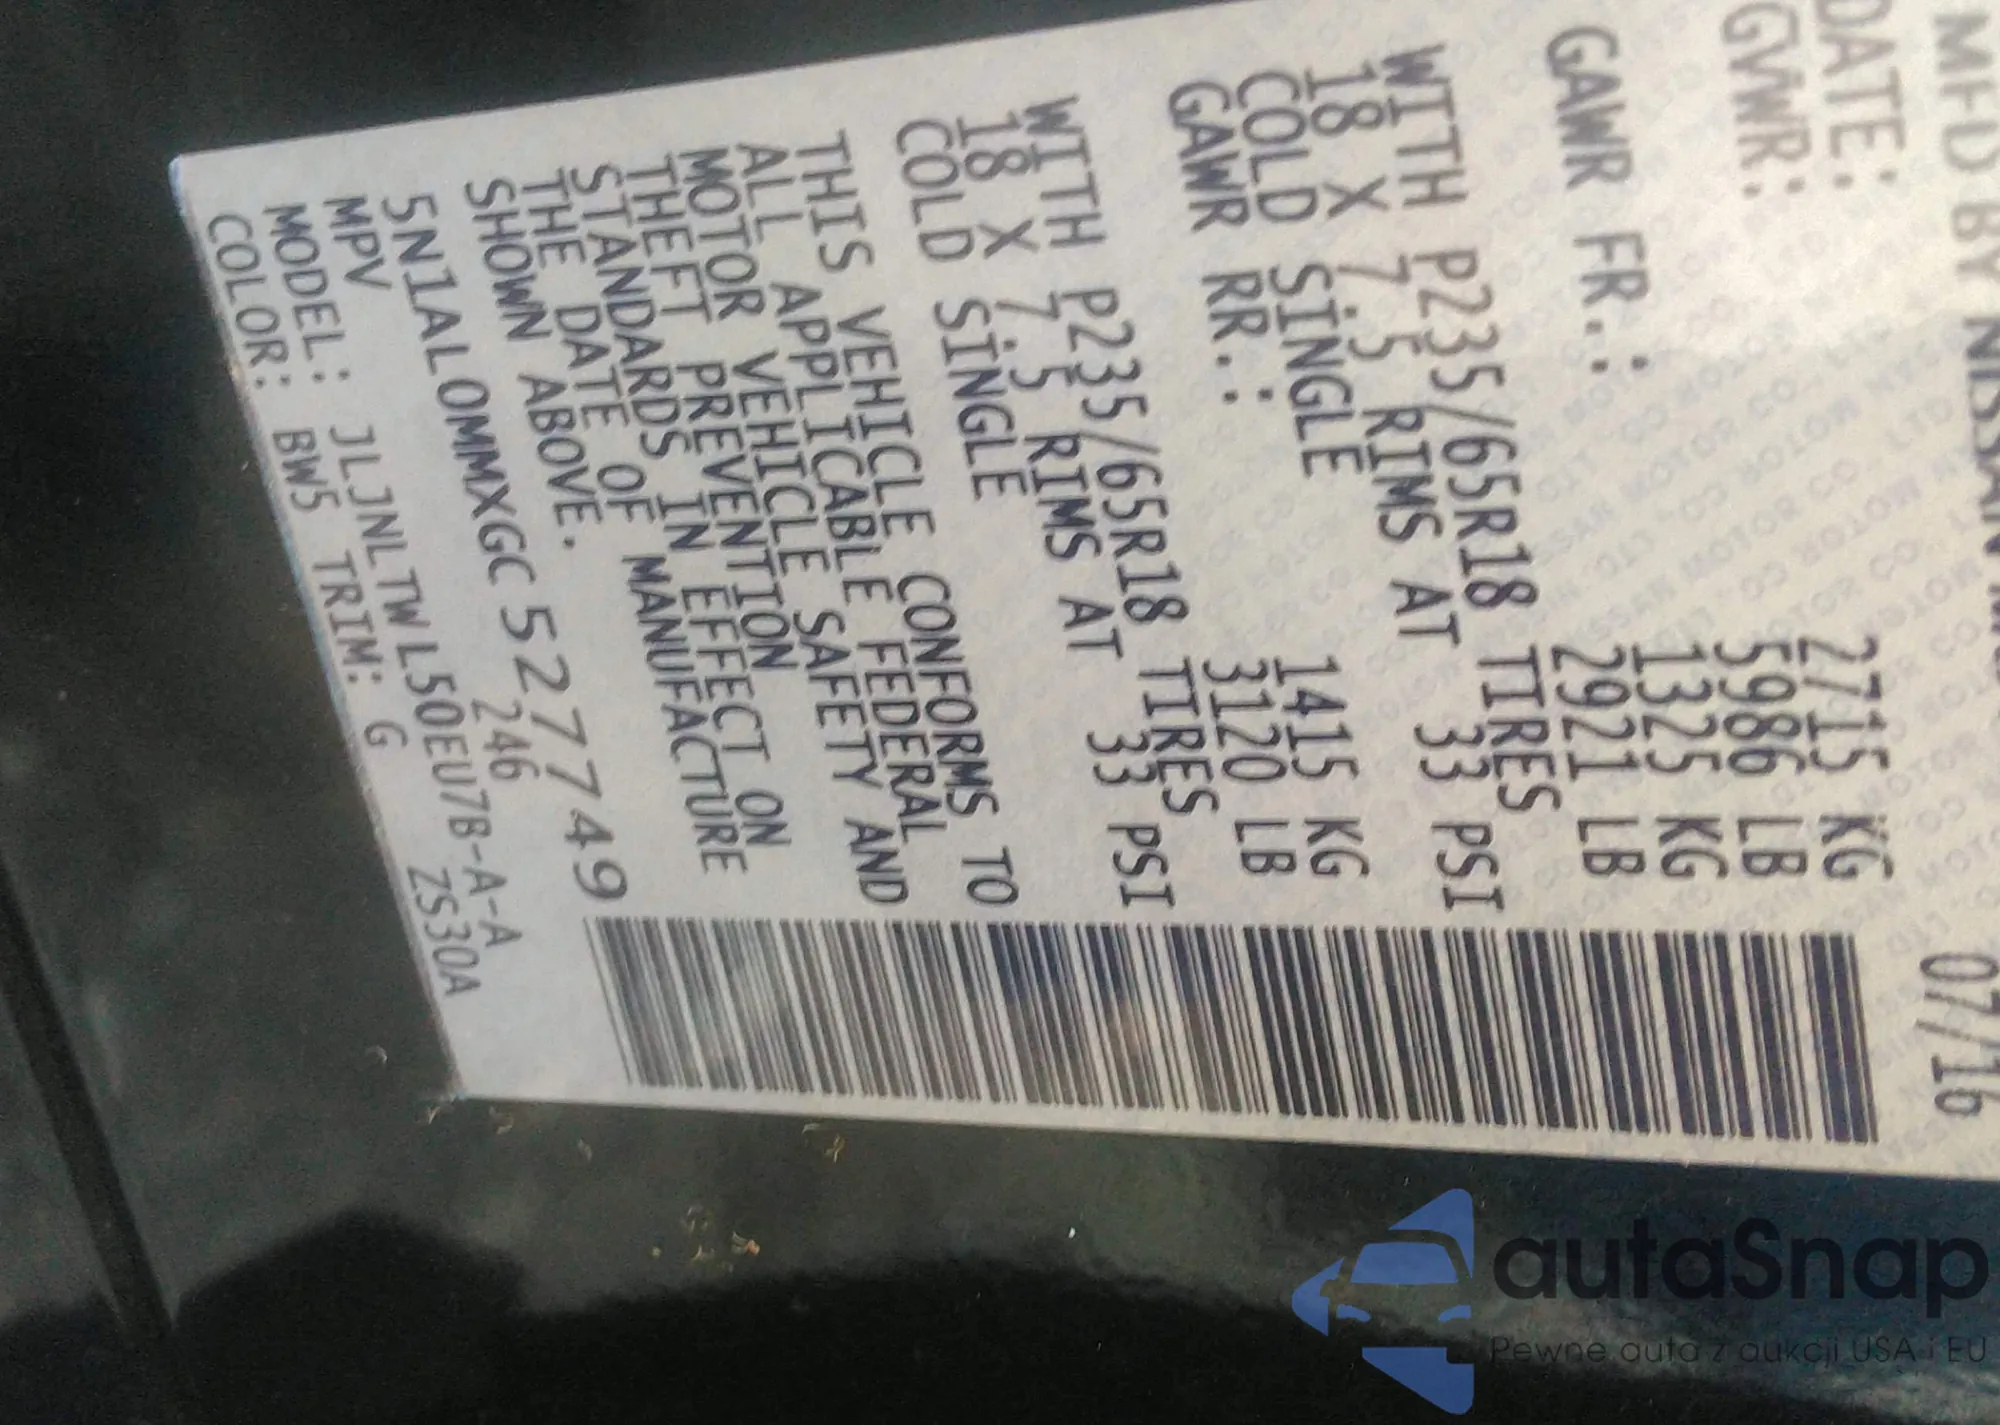 MFD BY NISSAN
DATE: 07/16
GVWR: 2715 KG
5986 LB
GAWR FR.: 1325 KG
2921 LB
WITH P235/65R18 TIRES
18 X 7.5 RIMS AT 33 PSI
COLD SINGLE
GAWR RR.: 1415 KG
3120 LB
WITH P235/65R18 TIRES
18 X 7.5 RIMS AT 33 PSI
COLD SINGLE
THIS VEHICLE CONFORMS TO
ALL APPLICABLE FEDERAL
MOTOR VEHICLE SAFETY AND
THEFT PREVENTION
STANDARDS IN EFFECT ON
THE DATE OF MANUFACTURE
SHOWN ABOVE.
5N1AL0MMXGC527749
MPV 246
MODEL: JLJNLTWL50EU7B-A-A
COLOR: BW5 TRIM: G ZS30A
autaSnap
Pewne auta z aukcji USA i EU